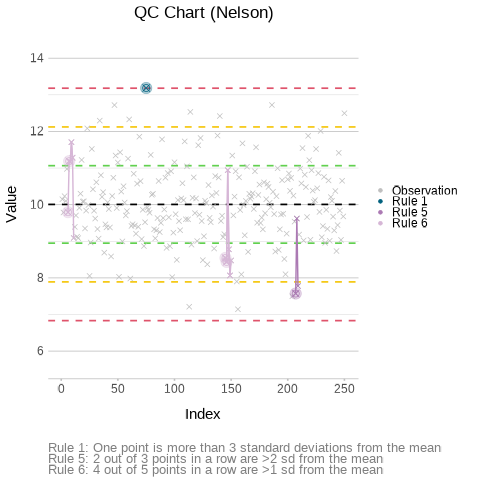 QC Chart (Nelson)
14
12
10
8
6
Value
0
50
100
150
200
250
Index
Observation
Rule 1
Rule 5
Rule 6
Rule 1: One point is more than 3 standard deviations from the mean
Rule 5: 2 out of 3 points in a row are >2 sd from the mean
Rule 6: 4 out of 5 points in a row are >1 sd from the mean